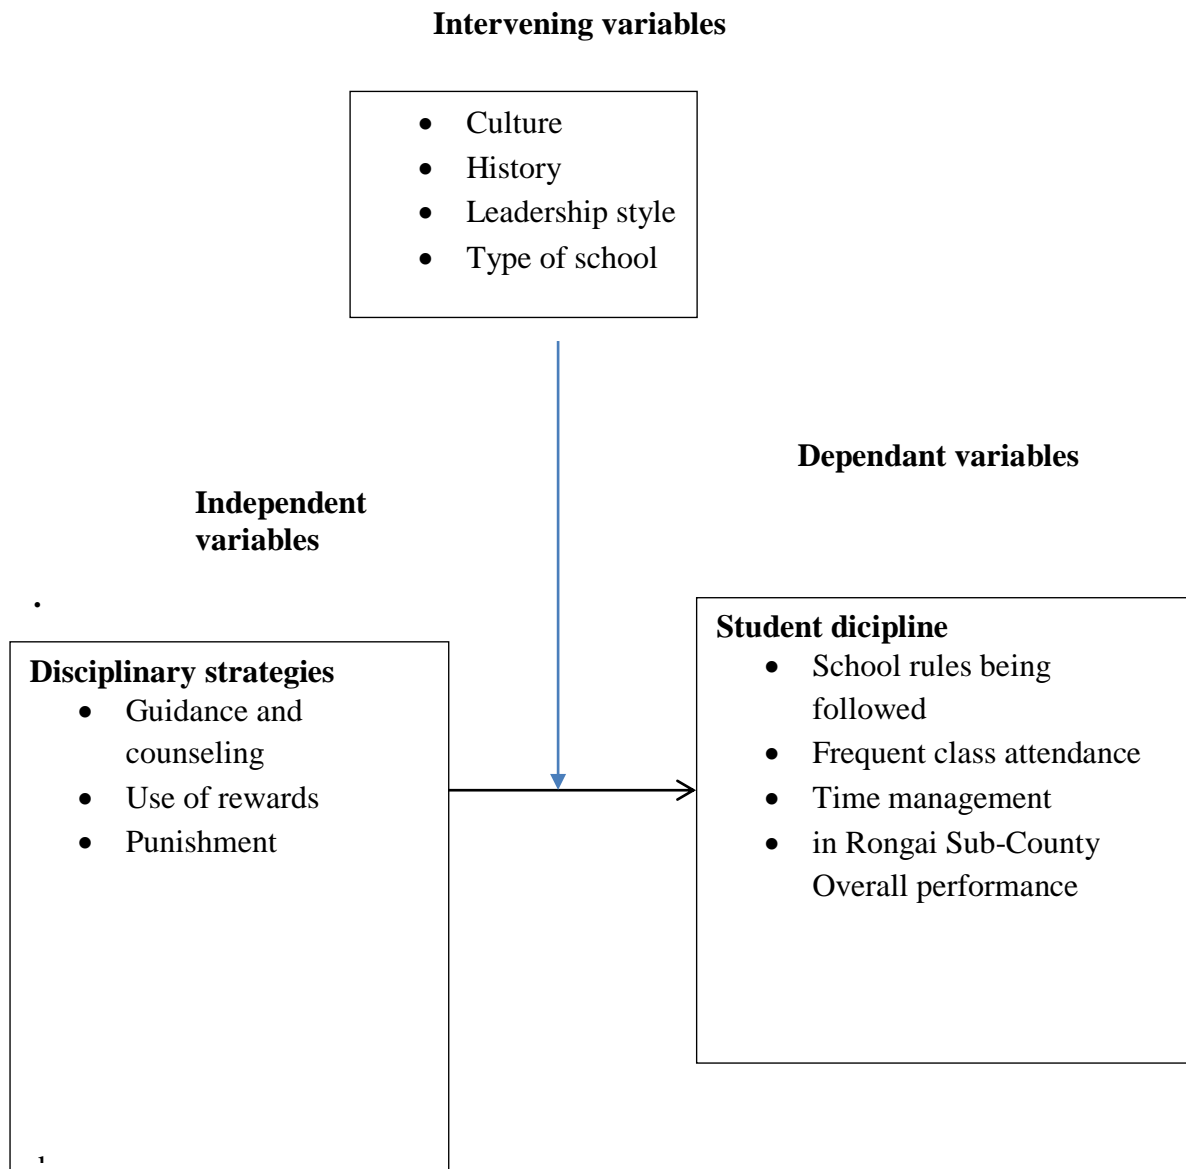 Intervening variables
• Culture
• History
• Leadership style
• Type of school
Dependant variables
Independent
variables
.
Disciplinary strategies
• Guidance and
counseling
• Use of rewards
• Punishment
Student dicipline
• School rules being
followed
• Frequent class attendance
• Time management
• in Rongai Sub-County
Overall performance